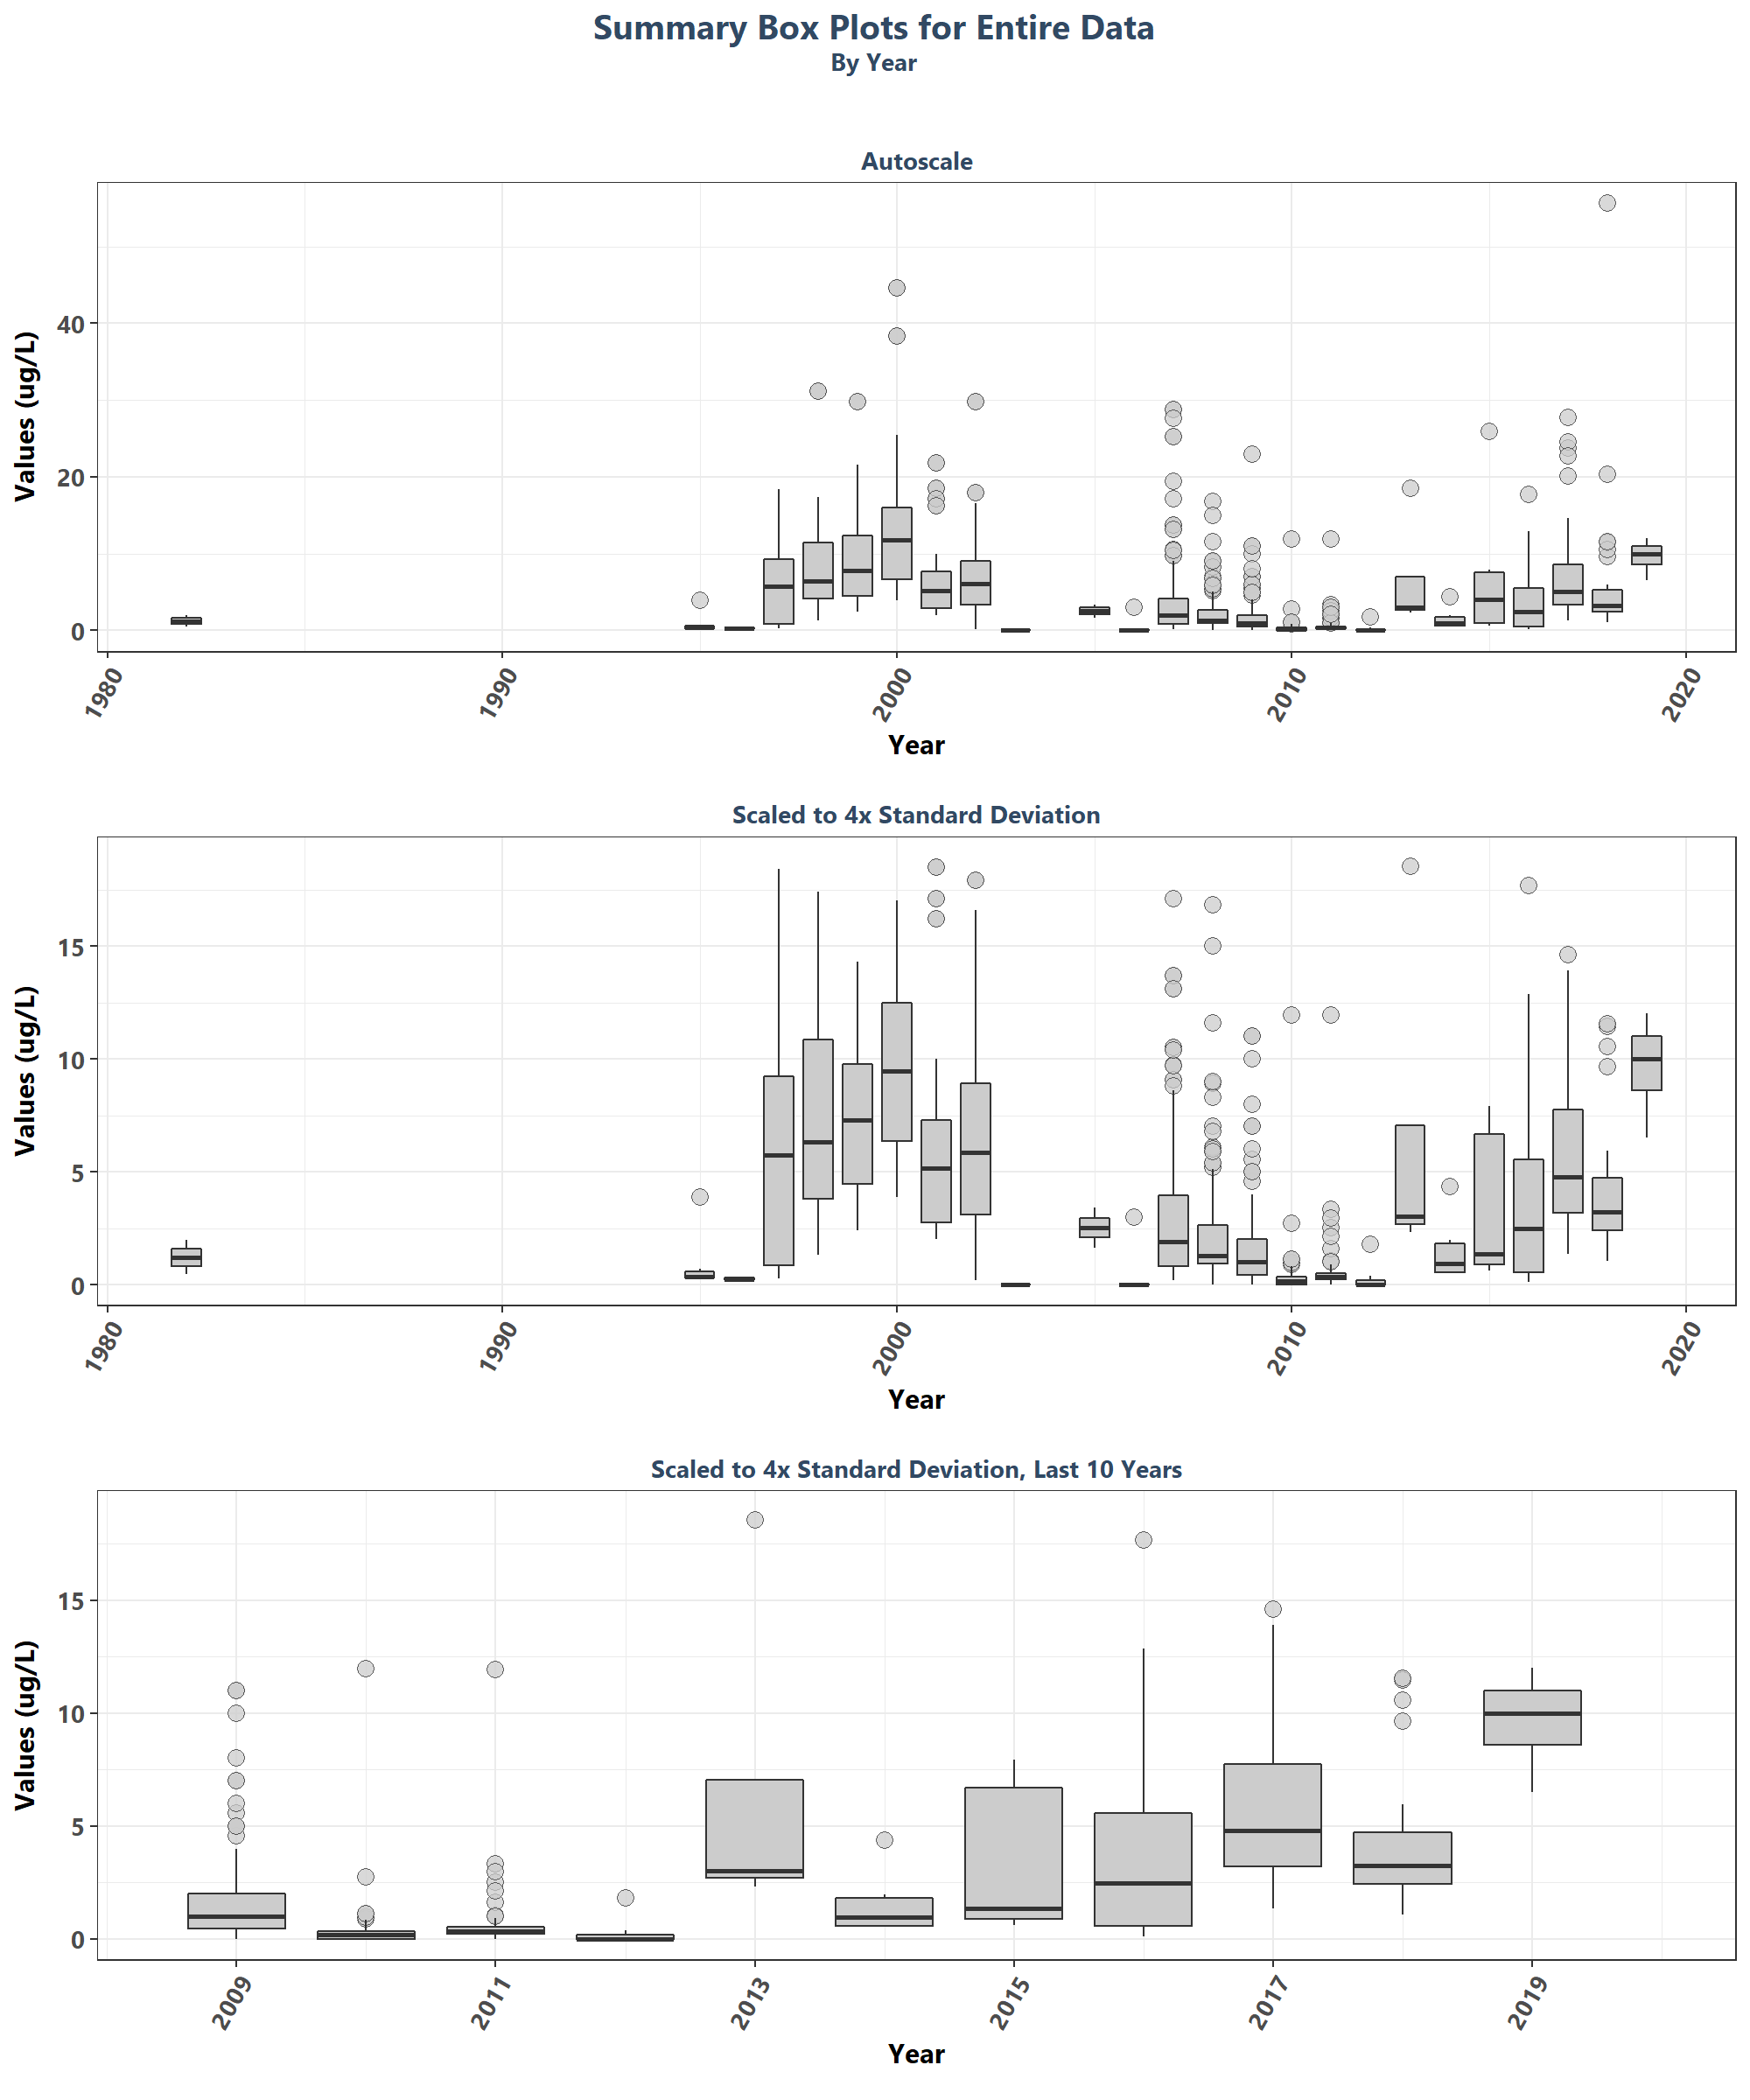 Summary Box Plots for Entire Data
By Year
Autoscale
Values (ug/L)
40
20
0
1980 1990 2000 2010 2020
Year
Scaled to 4x Standard Deviation
Values (ug/L)
15
10
5
0
1980 1990 2000 2010 2020
Year
Scaled to 4x Standard Deviation, Last 10 Years
Values (ug/L)
15
10
5
0
2009 2011 2013 2015 2017 2019
Year